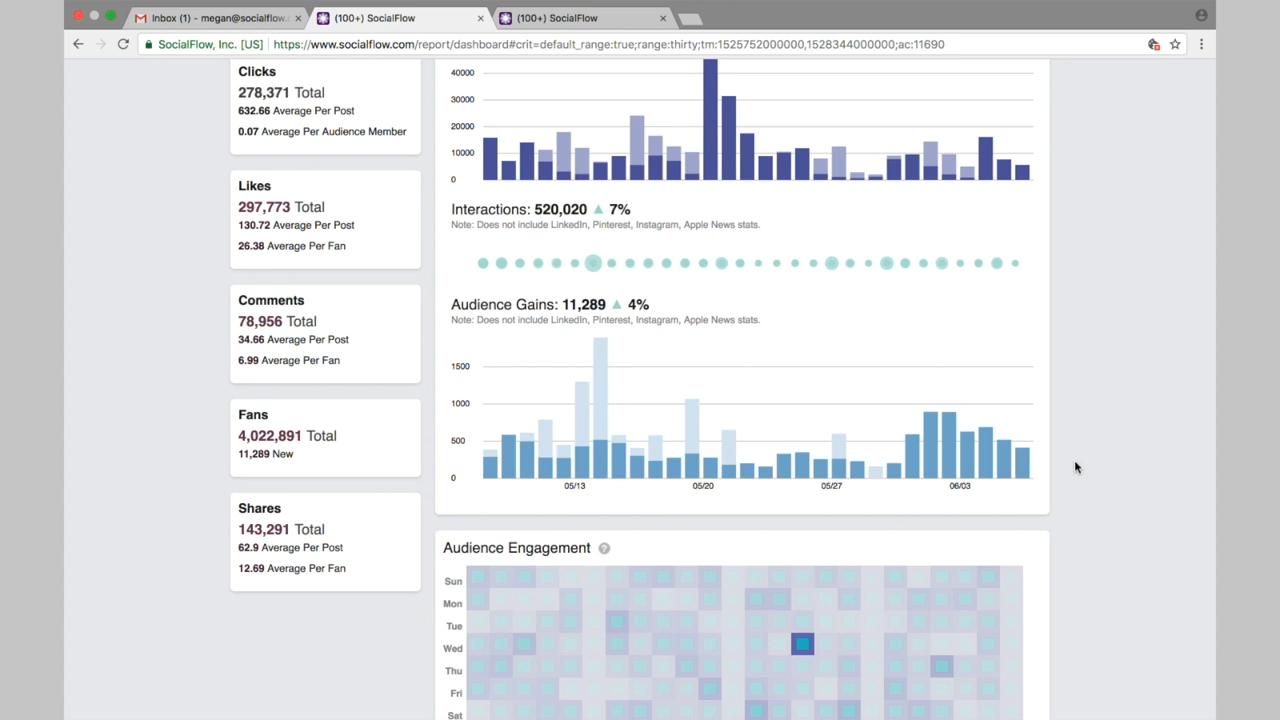 Inbox (1) - megan@socialflow.c
(100+) SocialFlow
(100+) SocialFlow
SocialFlow, Inc. [US]
https://www.socialflow.com/report/dashboard#crit=default_range:true;range:thirty;tm:1525752000000,1528344000000;ac:11690
Clicks
278,371 Total
632.66 Average Per Post
0.07 Average Per Audience Member
Likes
297,773 Total
130.72 Average Per Post
26.38 Average Per Fan
Comments
78,956 Total
34.66 Average Per Post
6.99 Average Per Fan
Fans
4,022,891 Total
11,289 New
Shares
143,291 Total
62.9 Average Per Post
12.69 Average Per Fan
40000
30000
20000
10000
0
Interactions: 520,020 ▲ 7%
Note: Does not include LinkedIn, Pinterest, Instagram, Apple News stats.
Audience Gains: 11,289 ▲ 4%
Note: Does not include LinkedIn, Pinterest, Instagram, Apple News stats.
1500
1000
500
0
05/13 05/20 05/27 06/03
Audience Engagement ?
Sun
Mon
Tue
Wed
Thu
Fri
Sat